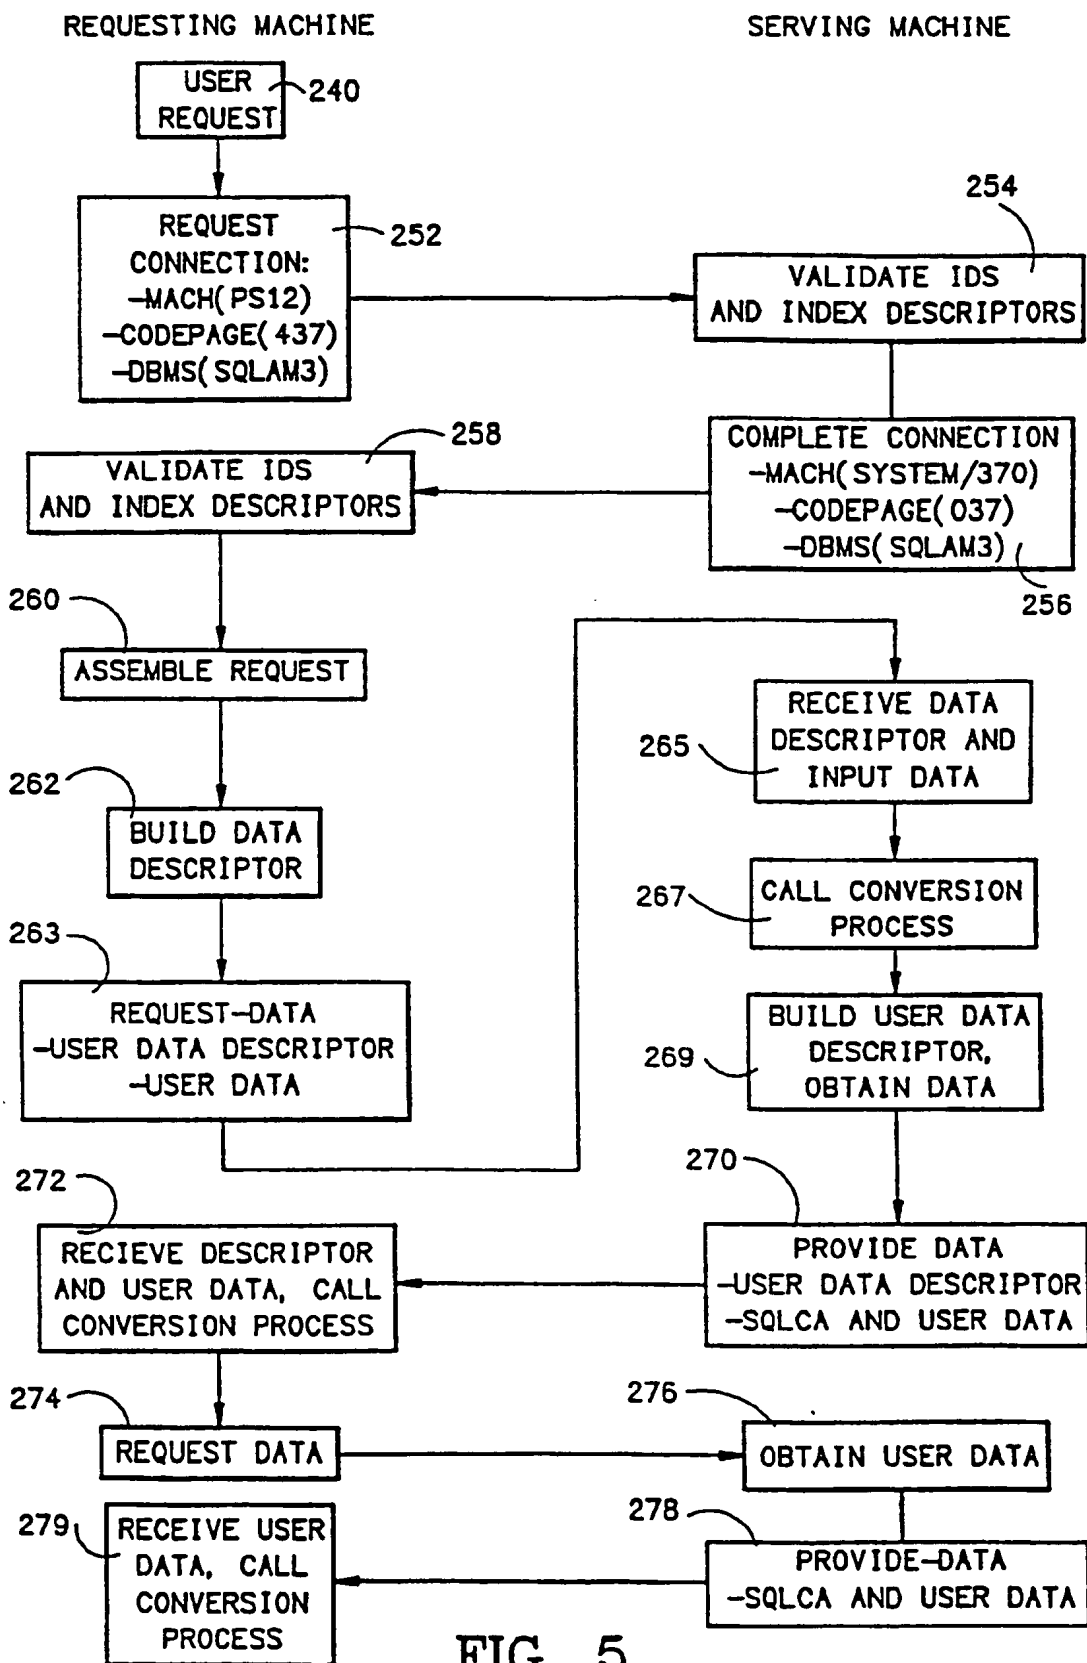 REQUESTING MACHINE
SERVING MACHINE
USER
REQUEST
240
REQUEST
CONNECTION:
-MACH(PS12)
-CODEPAGE(437)
-DBMS(SQLAM3)
252
254
VALIDATE IDS
AND INDEX DESCRIPTORS
COMPLETE CONNECTION
-MACH(SYSTEM/370)
-CODEPAGE(037)
-DBMS(SQLAM3)
256
258
VALIDATE IDS
AND INDEX DESCRIPTORS
260
ASSEMBLE REQUEST
262
BUILD DATA
DESCRIPTOR
263
REQUEST-DATA
-USER DATA DESCRIPTOR
-USER DATA
RECEIVE DATA
DESCRIPTOR AND
INPUT DATA
265
CALL CONVERSION
PROCESS
267
BUILD USER DATA
DESCRIPTOR,
OBTAIN DATA
269
270
PROVIDE DATA
-USER DATA DESCRIPTOR
-SQLCA AND USER DATA
272
RECIEVE DESCRIPTOR
AND USER DATA, CALL
CONVERSION PROCESS
274
REQUEST DATA
276
OBTAIN USER DATA
278
PROVIDE-DATA
-SQLCA AND USER DATA
279
RECEIVE USER
DATA, CALL
CONVERSION
PROCESS
FIG. 5